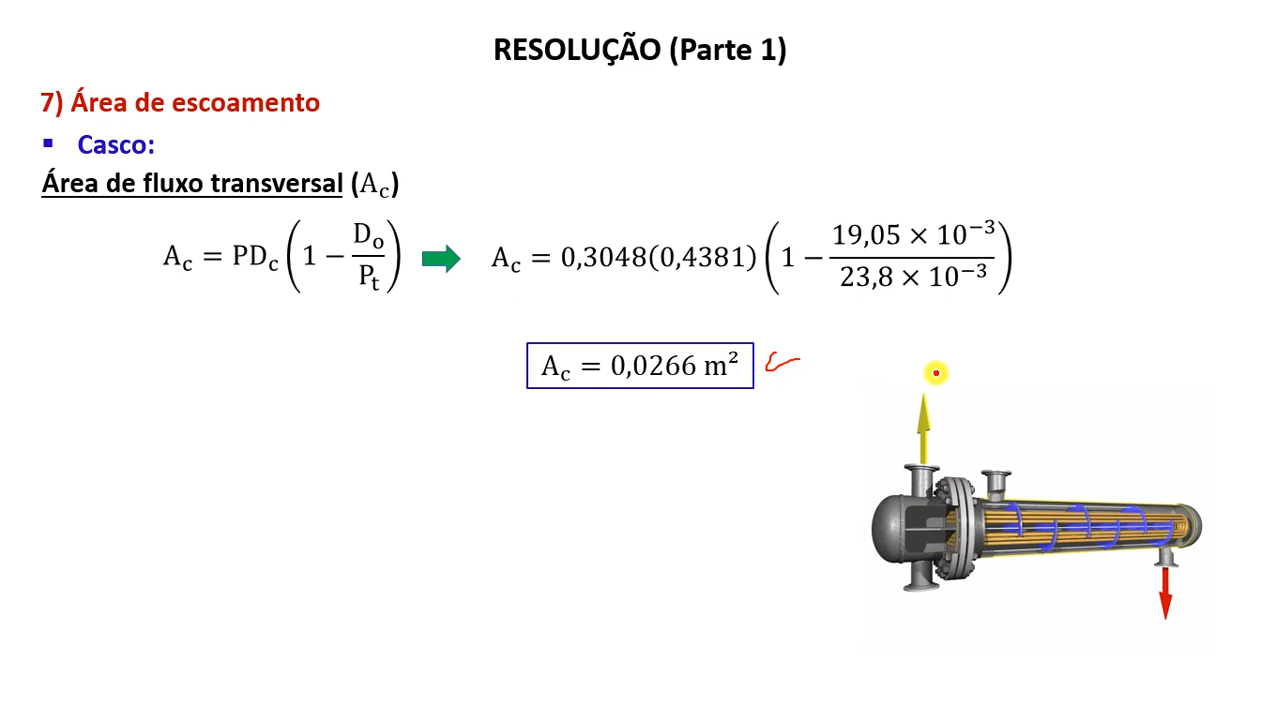 RESOLUÇÃO (Parte 1)
7) Área de escoamento
▪ Casco:
Área de fluxo transversal (A_c)
A_c = PD_c (1 − D_o/P_t) ➡ A_c = 0,3048(0,4381) (1 − (19,05 × 10⁻³)/(23,8 × 10⁻³))
A_c = 0,0266 m²